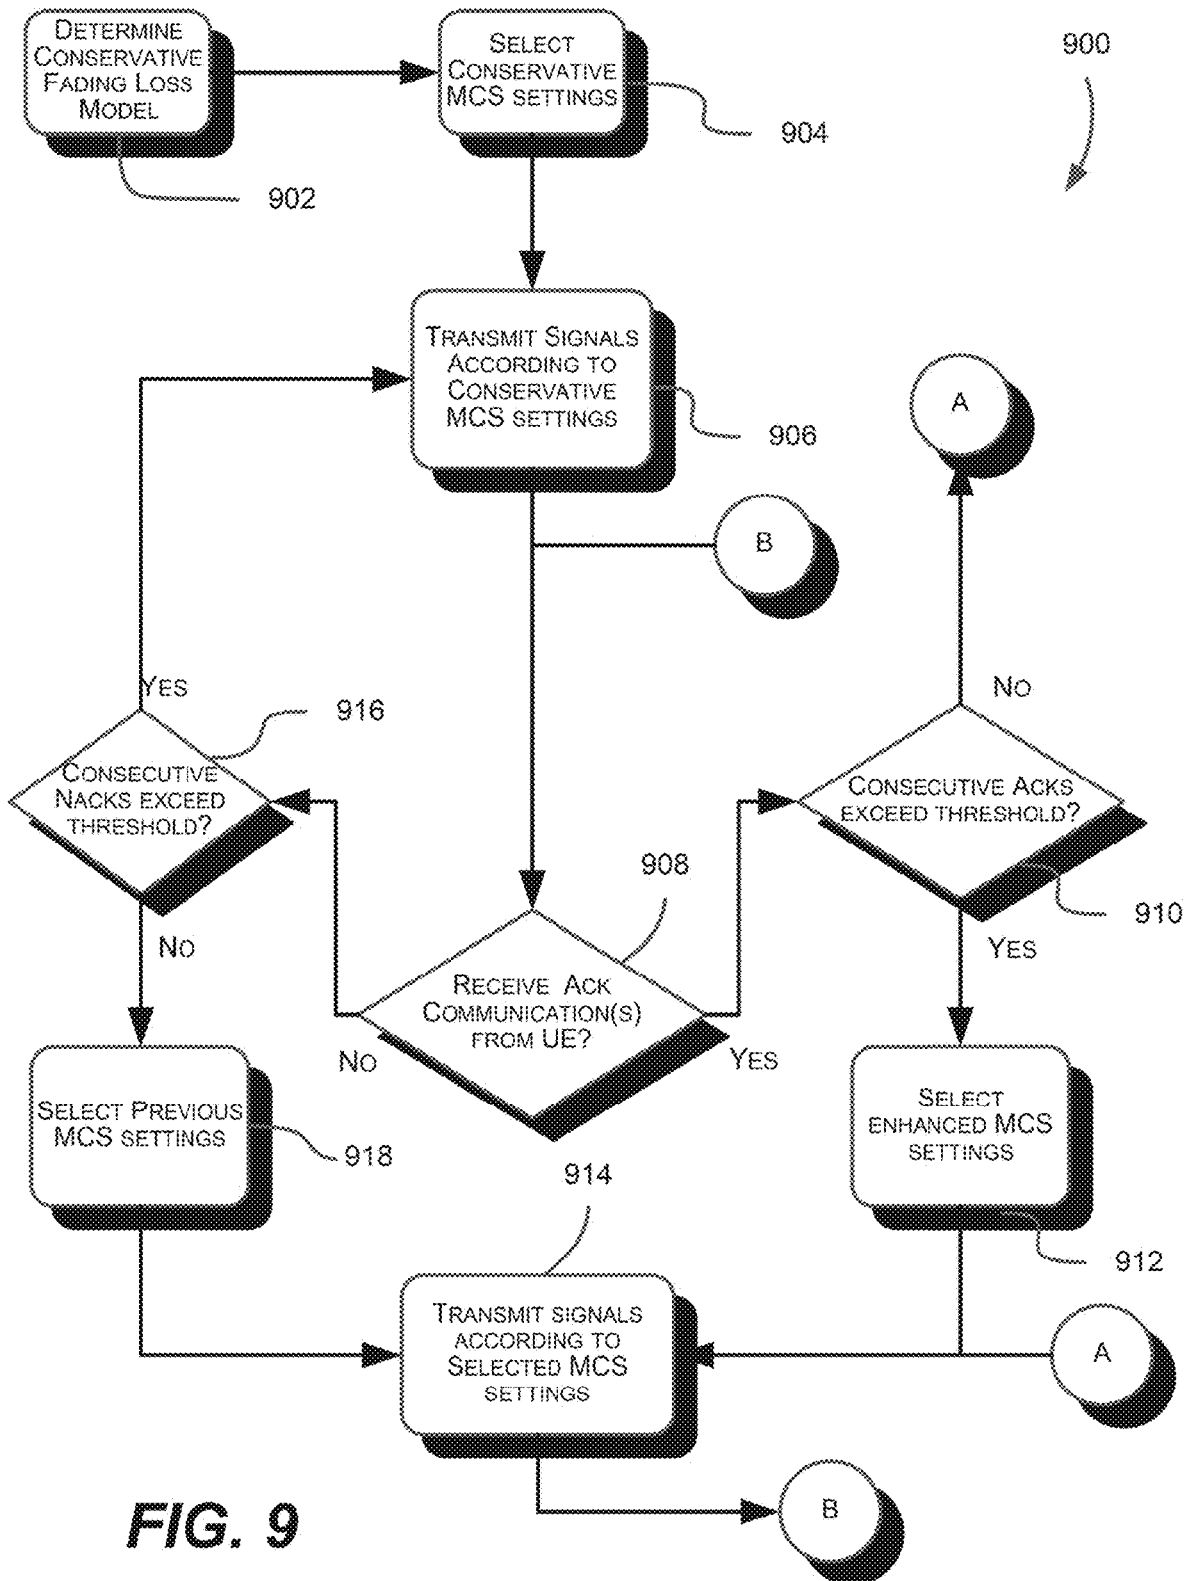 DETERMINE
CONSERVATIVE
FADING LOSS
MODEL
902
SELECT
CONSERVATIVE
MCS SETTINGS
904
900
TRANSMIT SIGNALS
ACCORDING TO
CONSERVATIVE
MCS SETTINGS
906
A
B
YES
916
CONSECUTIVE
NACKS EXCEED
THRESHOLD?
NO
NO
CONSECUTIVE ACKS
EXCEED THRESHOLD?
910
YES
908
RECEIVE ACK
COMMUNICATION(S)
FROM UE?
NO
YES
SELECT PREVIOUS
MCS SETTINGS
918
SELECT
ENHANCED MCS
SETTINGS
912
914
TRANSMIT SIGNALS
ACCORDING TO
SELECTED MCS
SETTINGS
A
B
FIG. 9